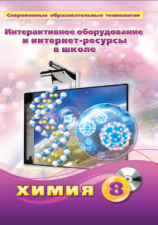 Современные образовательные технологии
Интерактивное оборудование
и интернет-ресурсы
в школе
ХИМИЯ 8